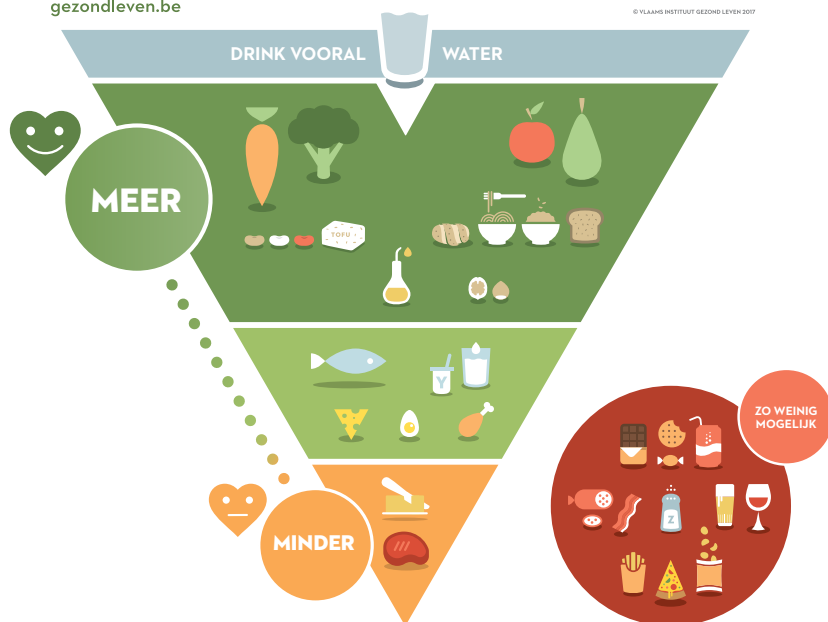 gezondleven.be
© VLAAMS INSTITUUT GEZOND LEVEN 2017
DRINK VOORAL WATER
MEER
TOFU
Y
ZO WEINIG
MOGELIJK
Z
MINDER